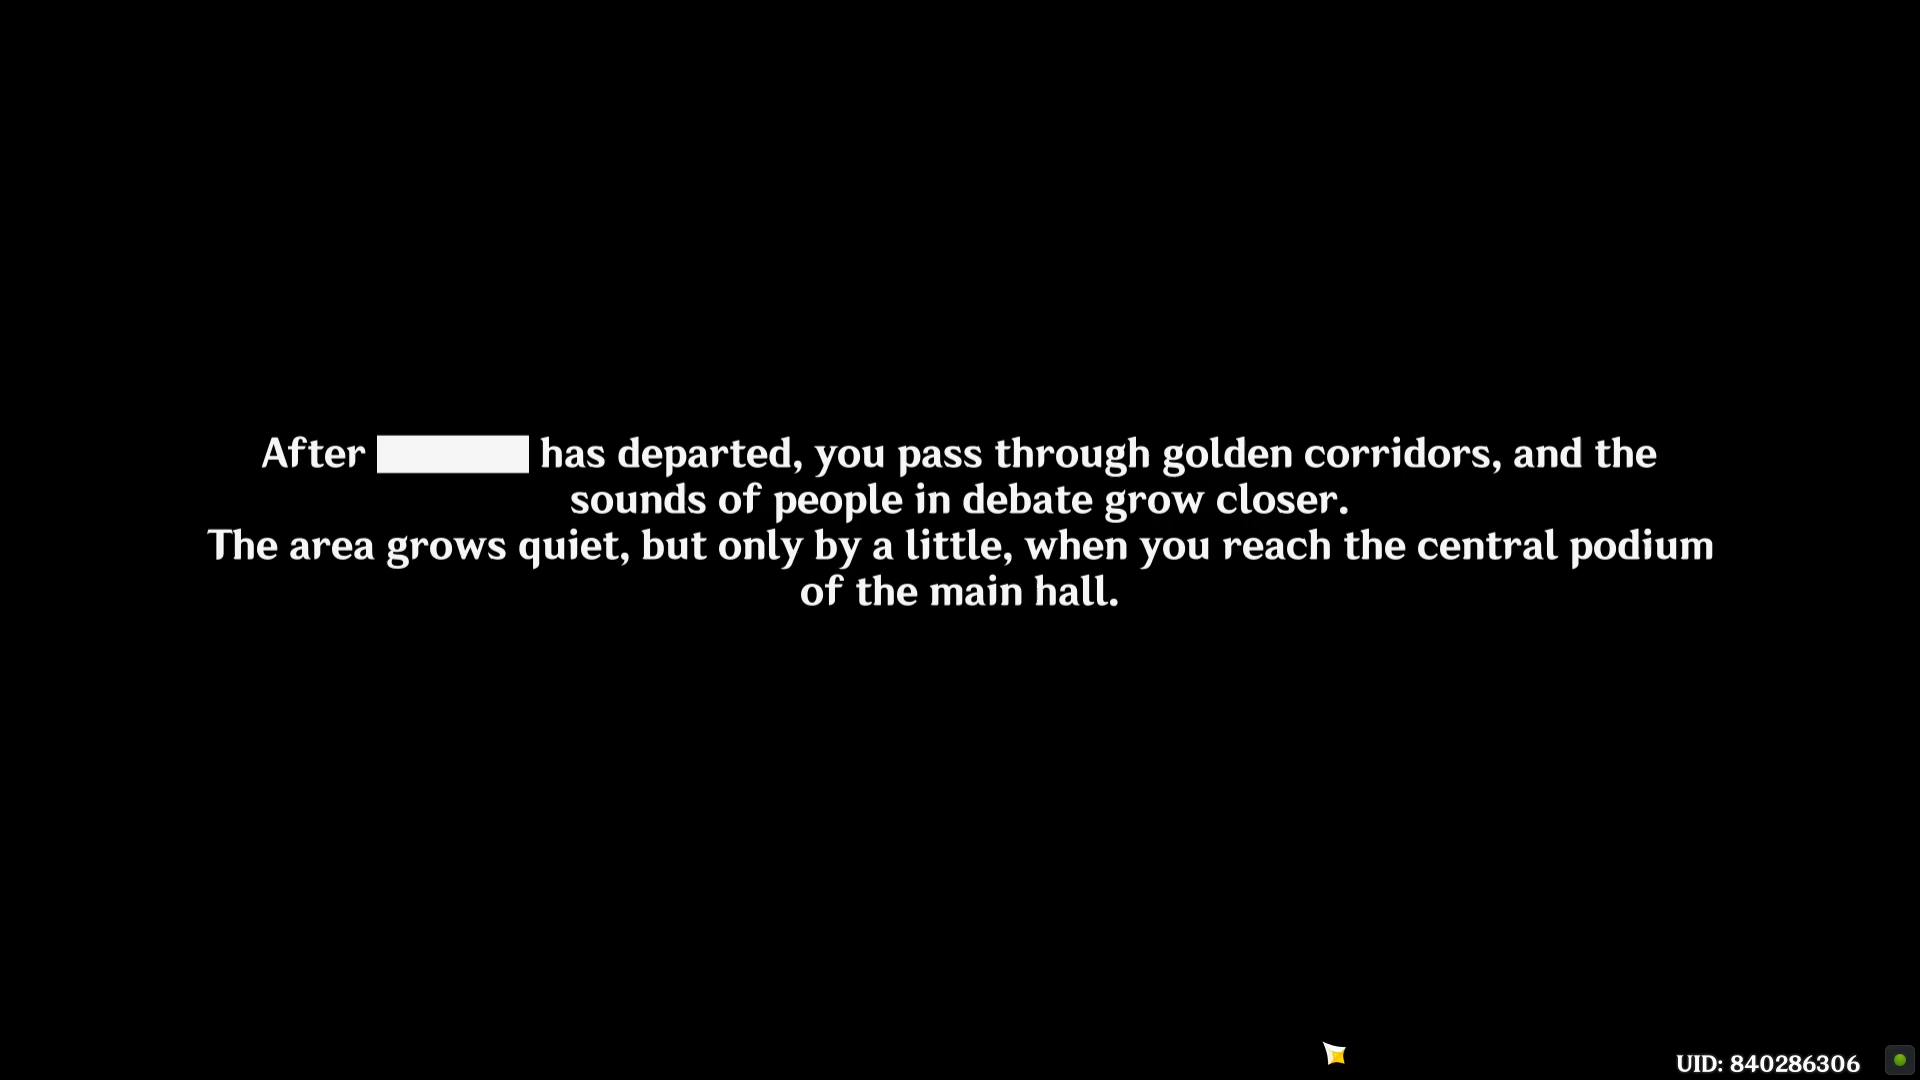 After has departed, you pass through golden corridors, and the
sounds of people in debate grow closer.
The area grows quiet, but only by a little, when you reach the central podium
of the main hall.
UID: 840286306